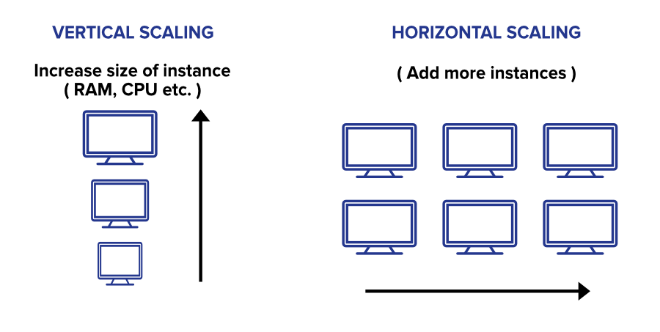 VERTICAL SCALING
Increase size of instance
( RAM, CPU etc. )
HORIZONTAL SCALING
( Add more instances )